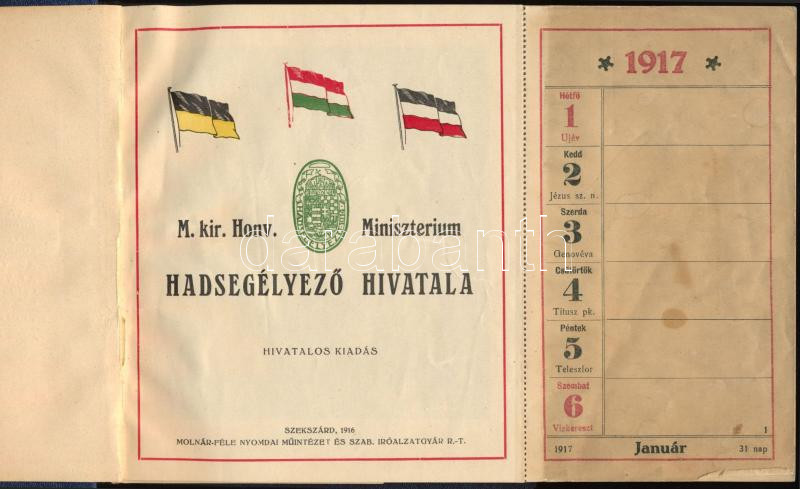 M. kir. Honv. Miniszterium
HADSEGÉLYEZŐ HIVATALA
HIVATALOS KIADÁS
SZEKSZÁRD, 1916
MOLNÁR-FÉLE NYOMDAI MŰINTÉZET ÉS SZAB. IRÓALZATGYÁR R.-T.
1917
Hétfő
1
Ujév
Kedd
2
Jézus sz. n.
Szerda
3
Genovéva
Csütörtök
4
Titusz pk.
Péntek
5
Teleszfor
Szombat
6
Vizkereszt
1
1917 Január 31 nap
darabanth